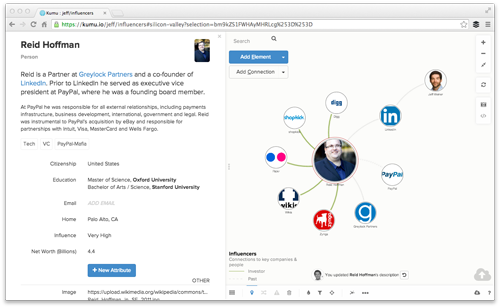 Kumu - jeff/influencers
https://kumu.io/jeff/influencers#silicon-valley?selection=bm9kZS1FWHAyMHRLcg%253D%253D
Reid Hoffman
Person
Reid is a Partner at Greylock Partners and a co-founder of
LinkedIn. Prior to LinkedIn he served as executive vice
president at PayPal, where he was a founding board member.
At PayPal he was responsible for all external relationships, including payments
infrastructure, business development, international, government and legal. Reid
was instrumental to PayPal's acquisition by eBay and responsible for
partnerships with Intuit, Visa, MasterCard and Wells Fargo.
Tech VC PayPal-Mafia
Citizenship United States
Education Master of Science, Oxford University
Bachelor of Arts / Science, Stanford University
Email ADD EMAIL
Home Palo Alto, CA
Influence Very High
Net Worth (Billions) 4.4
+ New Attribute
OTHER
Image https://upload.wikimedia.org/wikipedia/commons/t...
Search
Add Element
Add Connection
digg
Digg
shopkick
Shopkick
in
LinkedIn
Jeff Weiner
Flickr
Reid Hoffman
PayPal
PayPal
wiki
Wikia
Zynga
Greylock Partners
Influencers
Connections to key companies &
people
Investor
Past
You updated Reid Hoffman's description